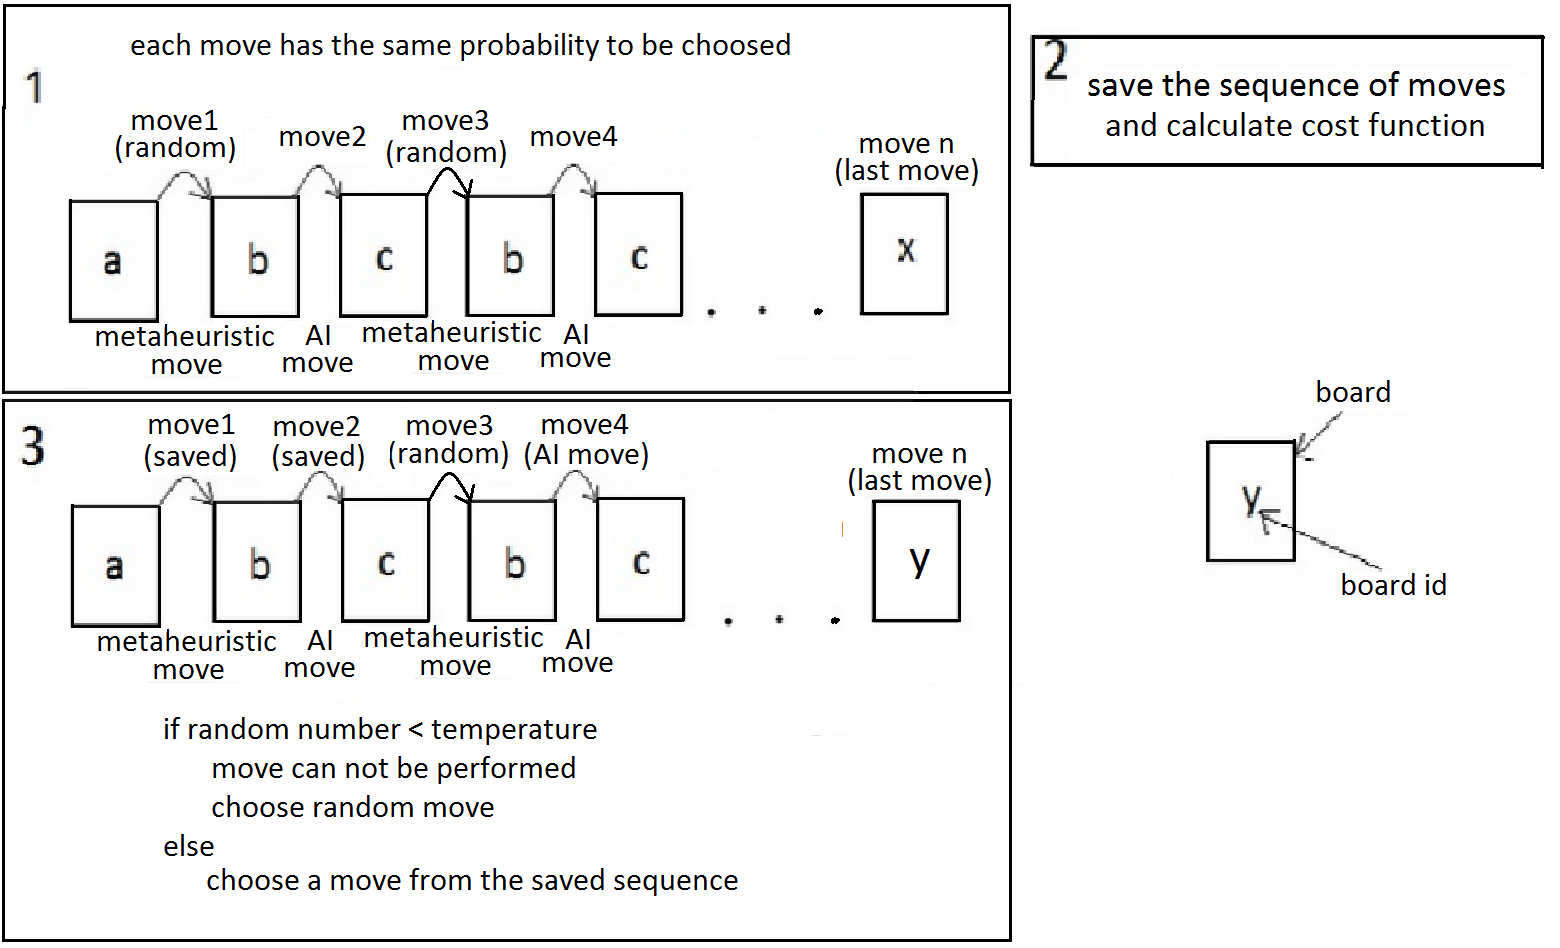 each move has the same probability to be choosed
1
move1
(random)
move2
move3
(random)
move4
move n
(last move)
a
b
c
b
c
. . .
x
metaheuristic
move
AI
move
metaheuristic
move
AI
move
2
save the sequence of moves
and calculate cost function
3
move1
(saved)
move2
(saved)
move3
(random)
move4
(AI move)
move n
(last move)
a
b
c
b
c
. . .
y
metaheuristic
move
AI
move
metaheuristic
move
AI
move
if random number < temperature
move can not be performed
choose random move
else
choose a move from the saved sequence
board
y
board id